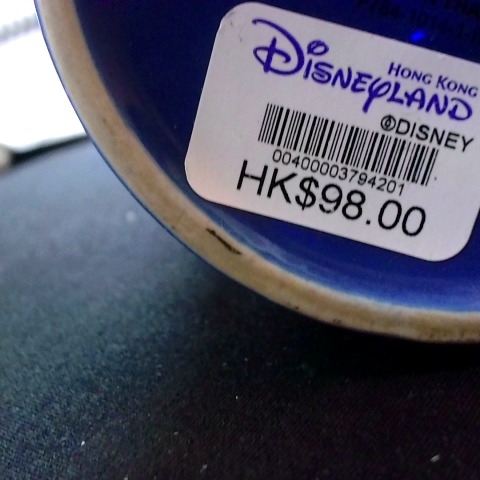 HONG KONG
DISNEYLAND
©DISNEY
00400003794201
HK$98.00